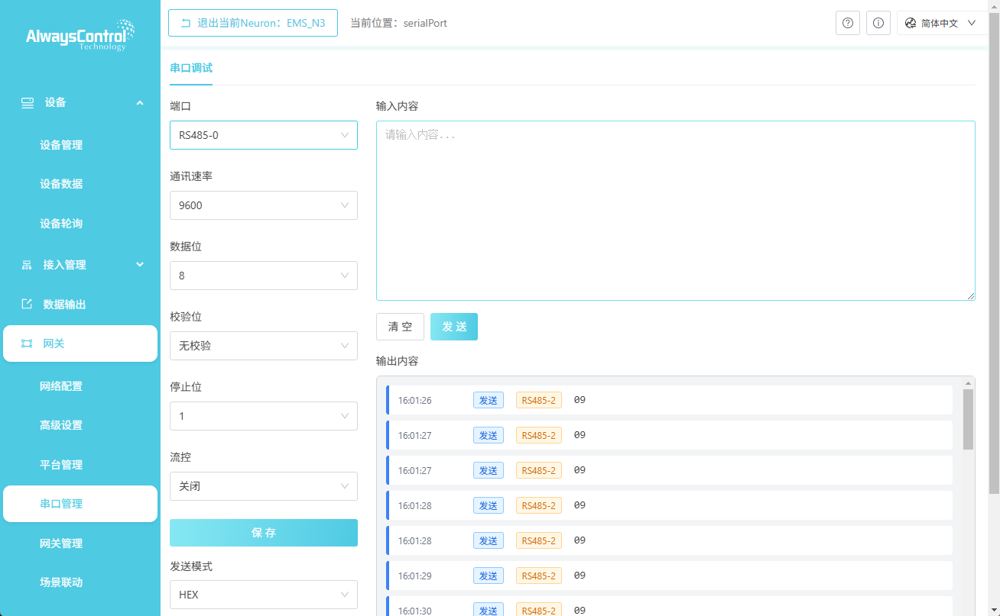 AlwaysControl
Technology
退出当前Neuron：EMS_N3
当前位置：serialPort
简体中文
设备
设备管理
设备数据
设备轮询
接入管理
数据输出
网关
网络配置
高级设置
平台管理
串口管理
网关管理
场景联动
串口调试
端口
RS485-0
通讯速率
9600
数据位
8
校验位
无校验
停止位
1
流控
关闭
保存
发送模式
HEX
输入内容
请输入内容...
清空 发送
输出内容
16:01:26 发送 RS485-2 09
16:01:27 发送 RS485-2 09
16:01:27 发送 RS485-2 09
16:01:28 发送 RS485-2 09
16:01:28 发送 RS485-2 09
16:01:29 发送 RS485-2 09
16:01:30 发送 RS485-2 09